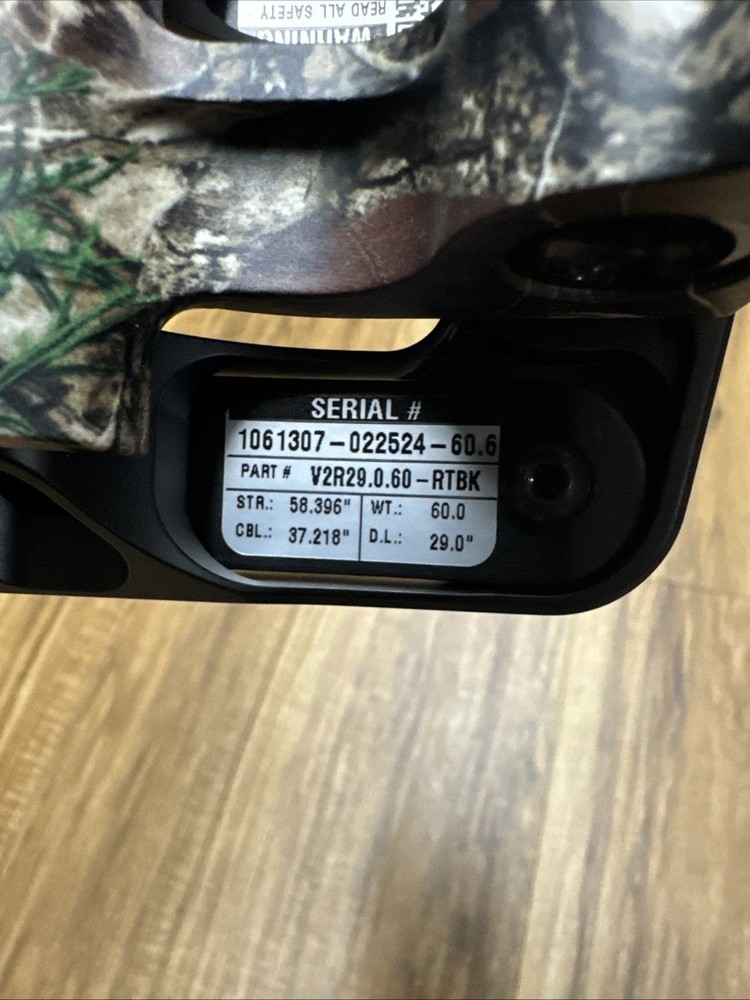 READ ALL SAFETY
WARNING
SERIAL #
1061307-022524-60.6
PART # V2R29.0.60-RTBK
STR.: 58.396" WT.: 60.0
CBL.: 37.218" D.L.: 29.0"